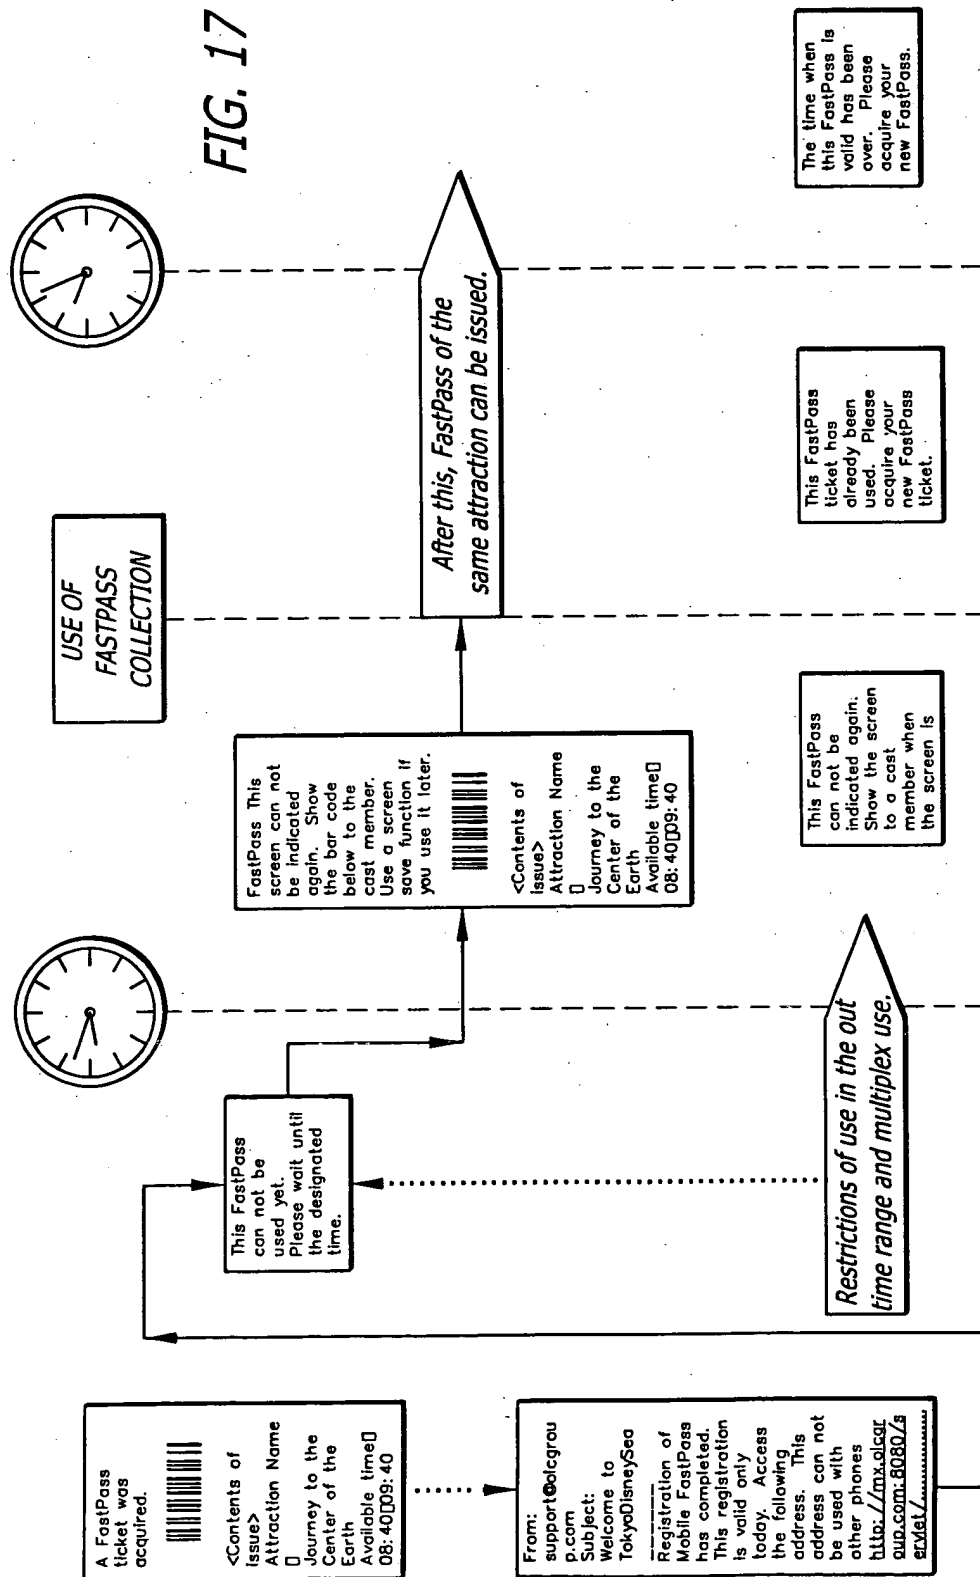 FIG. 17
A FastPass
ticket was
acquired.
<Contents of
Issue>
Attraction Name
▯
Journey to the
Center of the
Earth
Available time▯
08:40▯09:40
From:
support@olcgrou
p.com
Subject:
Welcome to
TokyoDisneySea
--------
Registration of
Mobile FastPass
has completed.
This registration
is valid only
today. Access
the following
address. This
address can not
be used with
other phones
http://mx.olcgr
oup.com:8080/s
ervlet/..................
This FastPass
can not be
used yet.
Please wait until
the designated
time.
Restrictions of use in the out
time range and multiplex use.
FastPass This
screen can not
be indicated
again. Show
the bar code
below to the
cast member.
Use a screen
save function if
you use it later.
<Contents of
Issue>
Attraction Name
▯
Journey to the
Center of the
Earth
Available time▯
08:40▯09:40
This FastPass
can not be
indicated again.
Show the screen
to a cast
member when
the screen is
USE OF
FASTPASS
COLLECTION
After this, FastPass of the
same attraction can be issued.
This FastPass
ticket has
already been
used. Please
acquire your
new FastPass
ticket.
The time when
this FastPass is
valid has been
over. Please
acquire your
new FastPass.